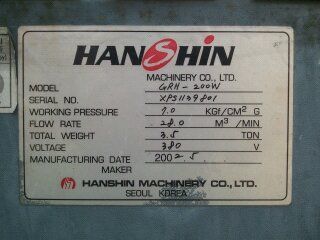 HANSHIN
MACHINERY CO., LTD.
MODEL GRH-200W
SERIAL NO. XPS1139801
WORKING PRESSURE 7.0 KGf/CM² G
FLOW RATE 28.0 M³/MIN
TOTAL WEIGHT 3.5 TON
VOLTAGE 380 V
MANUFACTURING DATE 2002.5
MAKER
HANSHIN MACHINERY CO., LTD.
SEOUL KOREA